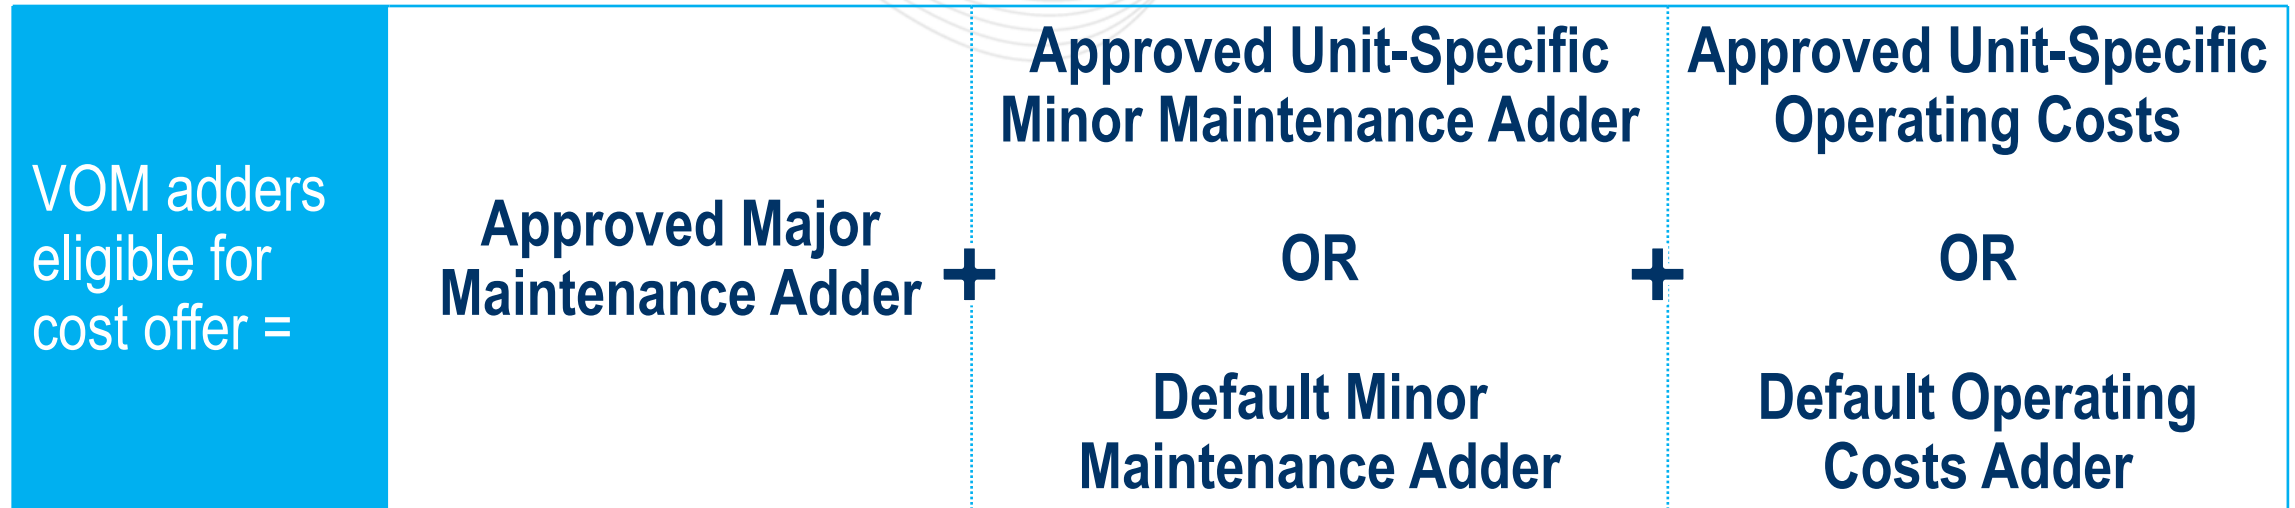 VOM adders
eligible for
cost offer =
Approved Major
Maintenance Adder
+
Approved Unit-Specific
Minor Maintenance Adder
OR
Default Minor
Maintenance Adder
+
Approved Unit-Specific
Operating Costs
OR
Default Operating
Costs Adder